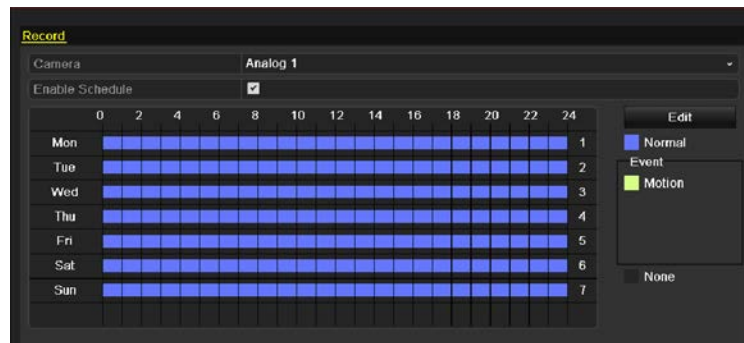 Record
Camera Analog 1
Enable Schedule
0 2 4 6 8 10 12 14 16 18 20 22 24
Edit
Mon 1
Normal
Tue 2
Event
Wed 3
Motion
Thu 4
Fri 5
Sat 6
None
Sun 7